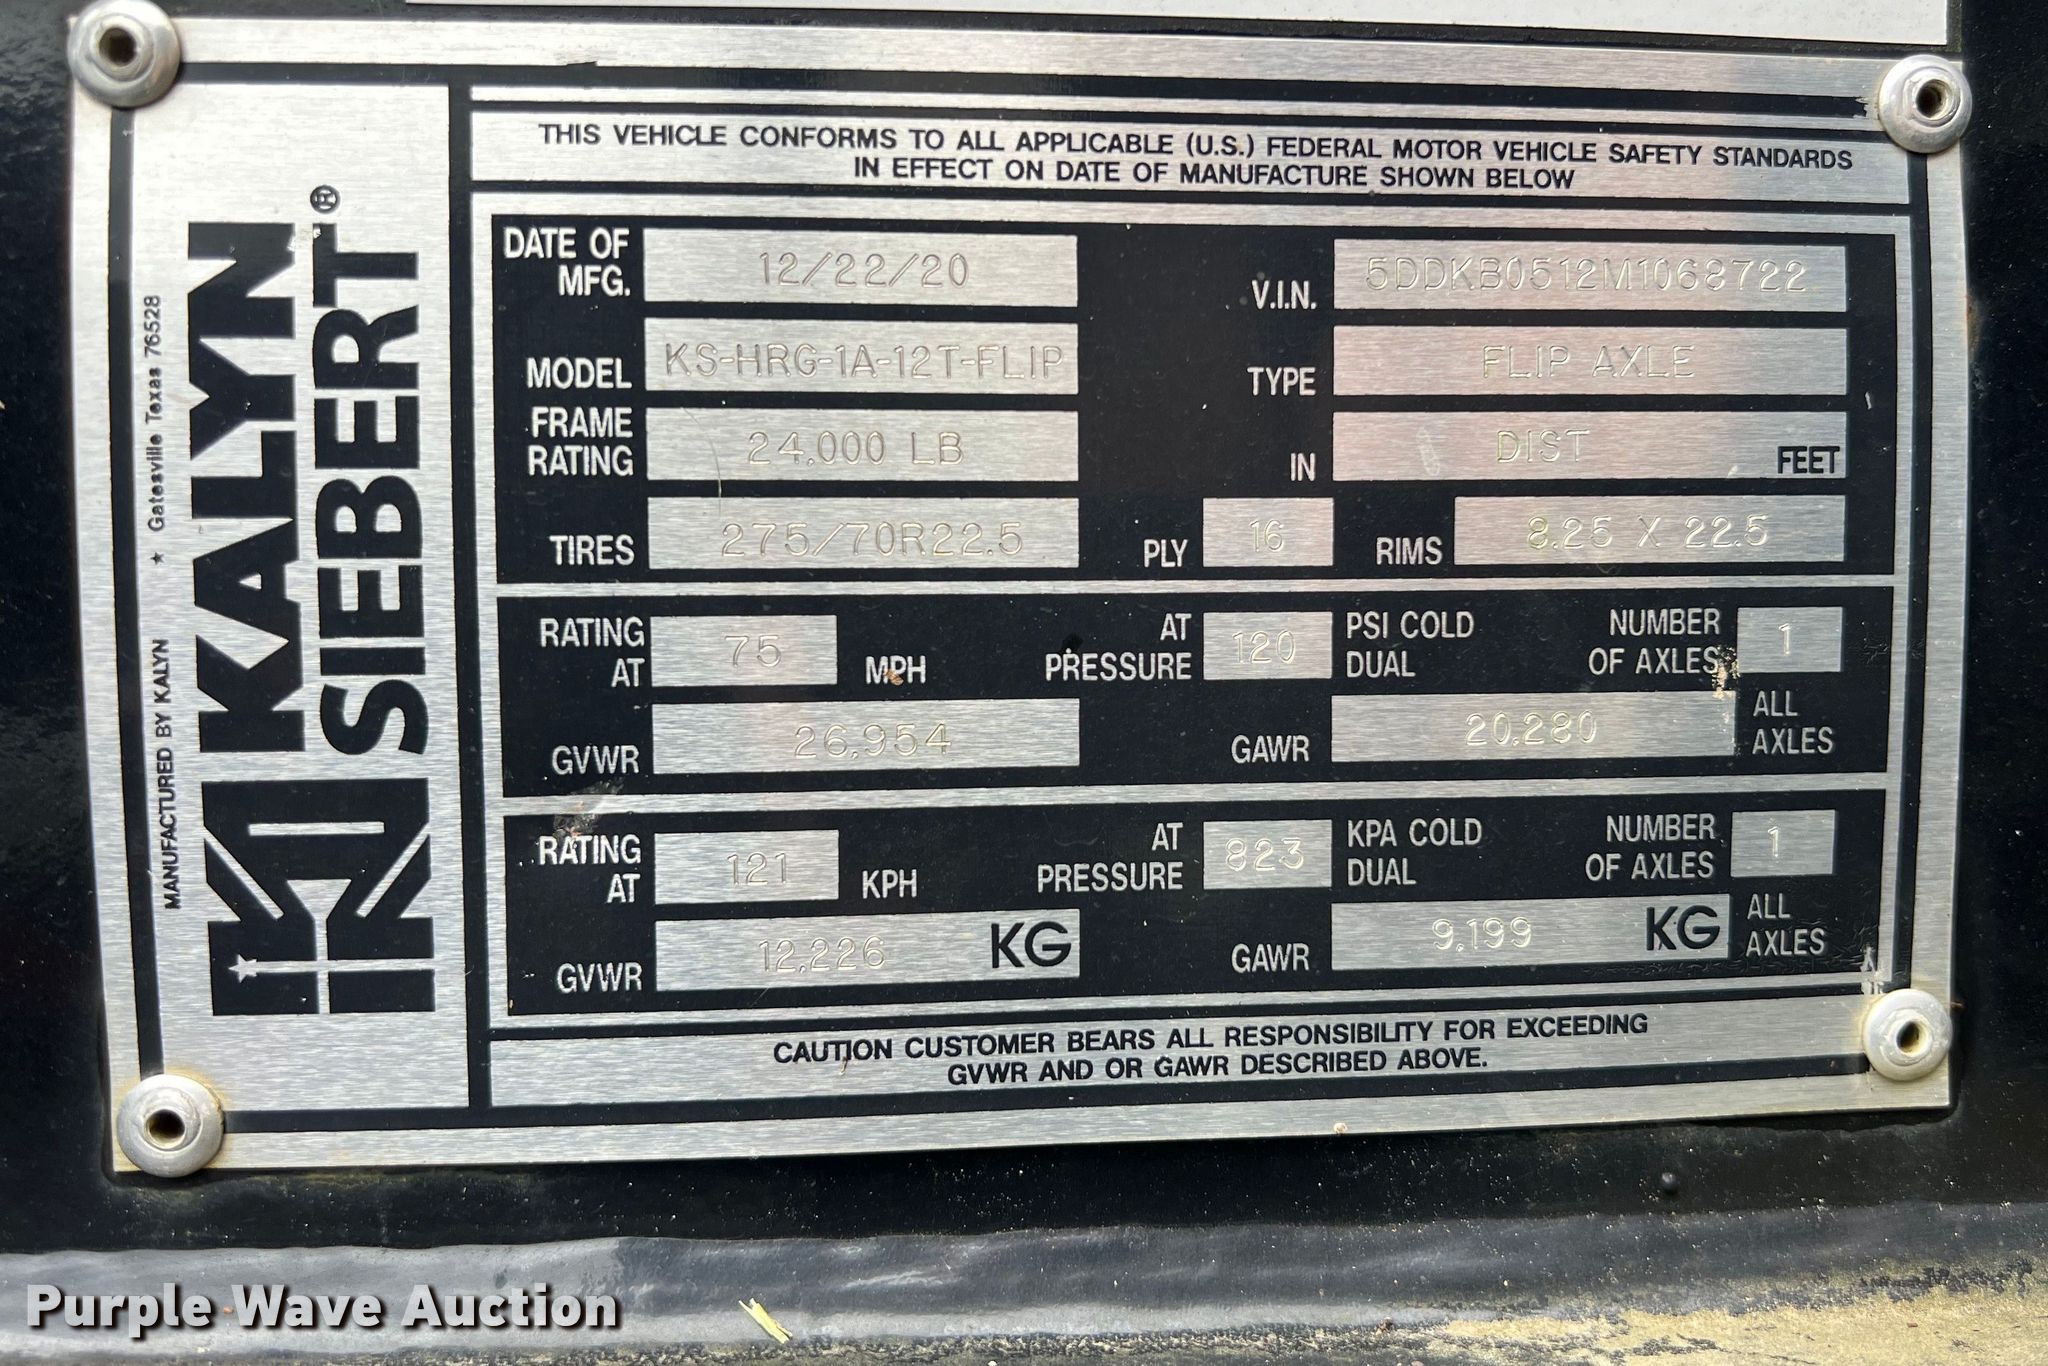 MANUFACTURED BY KALYN ★ Gatesville Texas 76528
KALYN
SIEBERT®
THIS VEHICLE CONFORMS TO ALL APPLICABLE (U.S.) FEDERAL MOTOR VEHICLE SAFETY STANDARDS
IN EFFECT ON DATE OF MANUFACTURE SHOWN BELOW
DATE OF MFG. 12/22/20 V.I.N. 5DDKB0512M1068722
MODEL KS-HRG-1A-12T-FLIP TYPE FLIP AXLE
FRAME RATING 24,000 LB IN DIST FEET
TIRES 275/70R22.5 PLY 16 RIMS 8.25 X 22.5
RATING AT 75 MPH AT PRESSURE 120 PSI COLD DUAL NUMBER OF AXLES 1
GVWR 26,954 GAWR 20,280 ALL AXLES
RATING AT 121 KPH AT PRESSURE 823 KPA COLD DUAL NUMBER OF AXLES 1
GVWR 12,226 KG GAWR 9,199 KG ALL AXLES
CAUTION CUSTOMER BEARS ALL RESPONSIBILITY FOR EXCEEDING
GVWR AND OR GAWR DESCRIBED ABOVE.
Purple Wave Auction